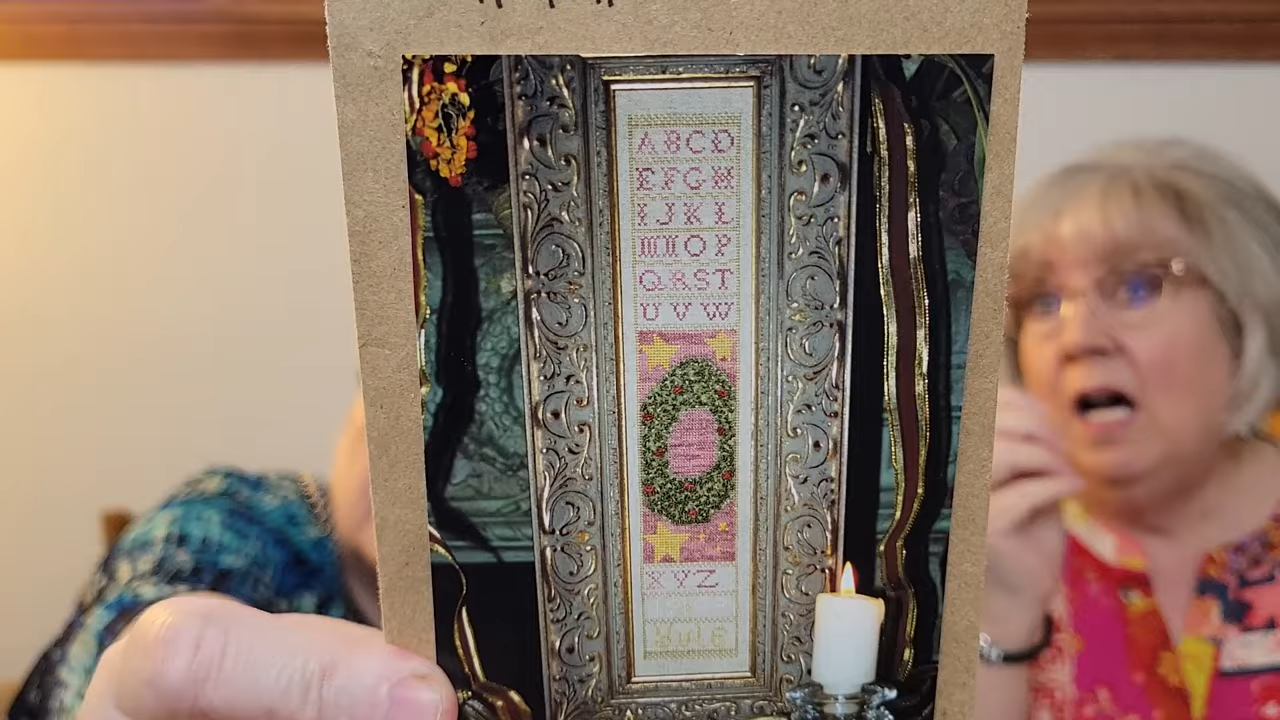 ABCD
EFGH
IJKL
MNOP
QRST
UVW
XYZ
Yule